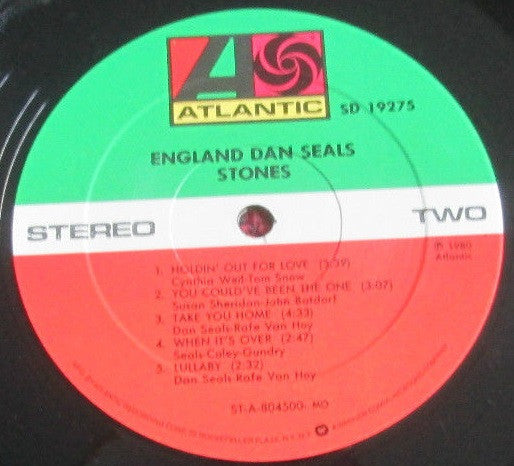 ATLANTIC SD 19275
ENGLAND DAN SEALS
STONES
STEREO TWO
℗ 1980
Atlantic
1. HOLDIN' OUT FOR LOVE (3:39)
Cynthia Weil-Tom Snow
2. YOU COULD'VE BEEN THE ONE (3:07)
Susan Sheridan-John Batdorf
3. TAKE YOU HOME (4:33)
Dan Seals-Rafe Van Hoy
4. WHEN IT'S OVER (2:47)
Seals-Coley-Gundry
5. LULLABY (2:32)
Dan Seals-Rafe Van Hoy
ST-A-804500- MO